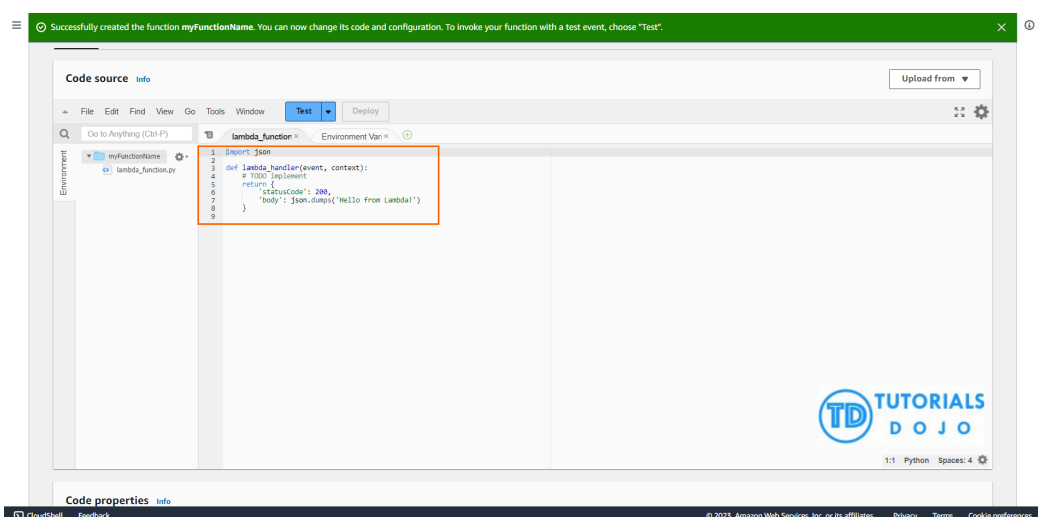 Successfully created the function myFunctionName. You can now change its code and configuration. To invoke your function with a test event, choose "Test".
Code source Info
Upload from
File Edit Find View Go Tools Window Test Deploy
Go to Anything (Ctrl-P)
lambda_function Environment Vari
Environment
myFunctionName
lambda_function.py
1 import json
2
3 def lambda_handler(event, context):
4     # TODO implement
5     return {
6         'statusCode': 200,
7         'body': json.dumps('Hello from Lambda!')
8     }
9
TD TUTORIALS
DOJO
1:1 Python Spaces: 4
Code properties Info
CloudShell Feedback © 2023, Amazon Web Services, Inc. or its affiliates. Privacy Terms Cookie preferences